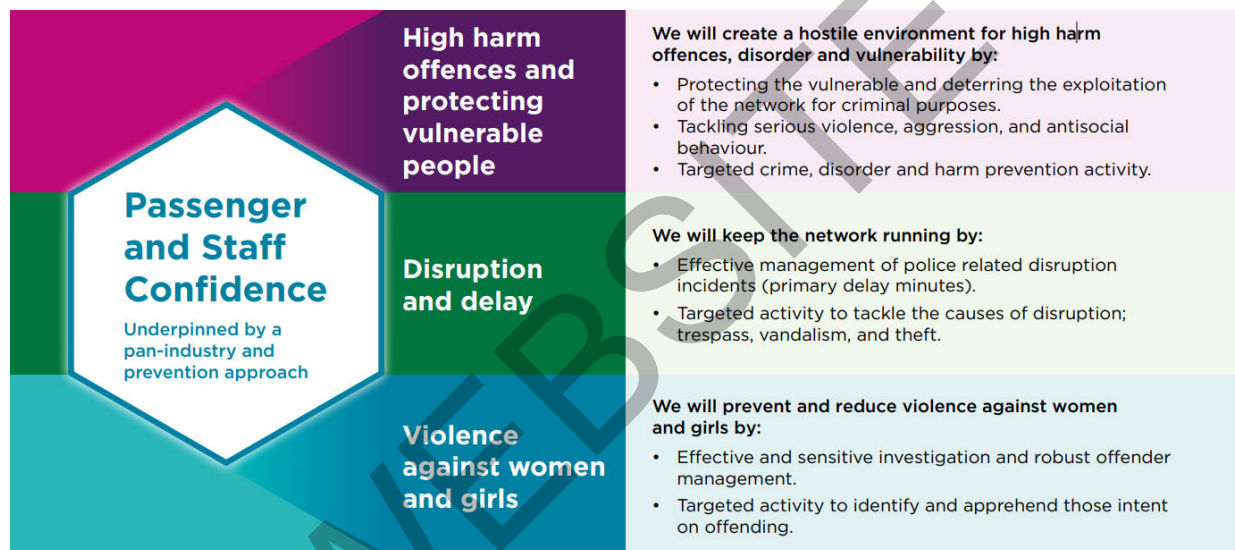 High harm
offences and
protecting
vulnerable
people
We will create a hostile environment for high harm
offences, disorder and vulnerability by:
• Protecting the vulnerable and deterring the exploitation
of the network for criminal purposes.
• Tackling serious violence, aggression, and antisocial
behaviour.
• Targeted crime, disorder and harm prevention activity.
Passenger
and Staff
Confidence
Underpinned by a
pan-industry and
prevention approach
Disruption
and delay
We will keep the network running by:
• Effective management of police related disruption
incidents (primary delay minutes).
• Targeted activity to tackle the causes of disruption;
trespass, vandalism, and theft.
Violence
against women
and girls
We will prevent and reduce violence against women
and girls by:
• Effective and sensitive investigation and robust offender
management.
• Targeted activity to identify and apprehend those intent
on offending.
WEBSITE